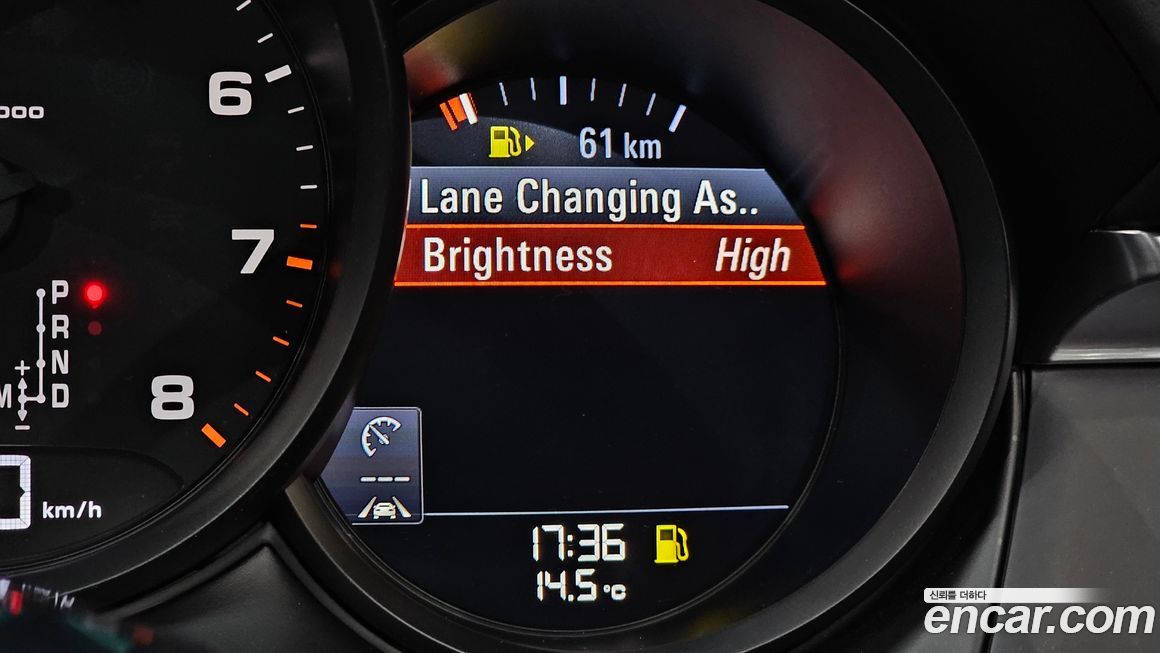 6
000
61 km
Lane Changing As..
7
Brightness High
P
R
N
M D
8
km/h
17:36
14.5 °C
신뢰를 더하다
encar.com